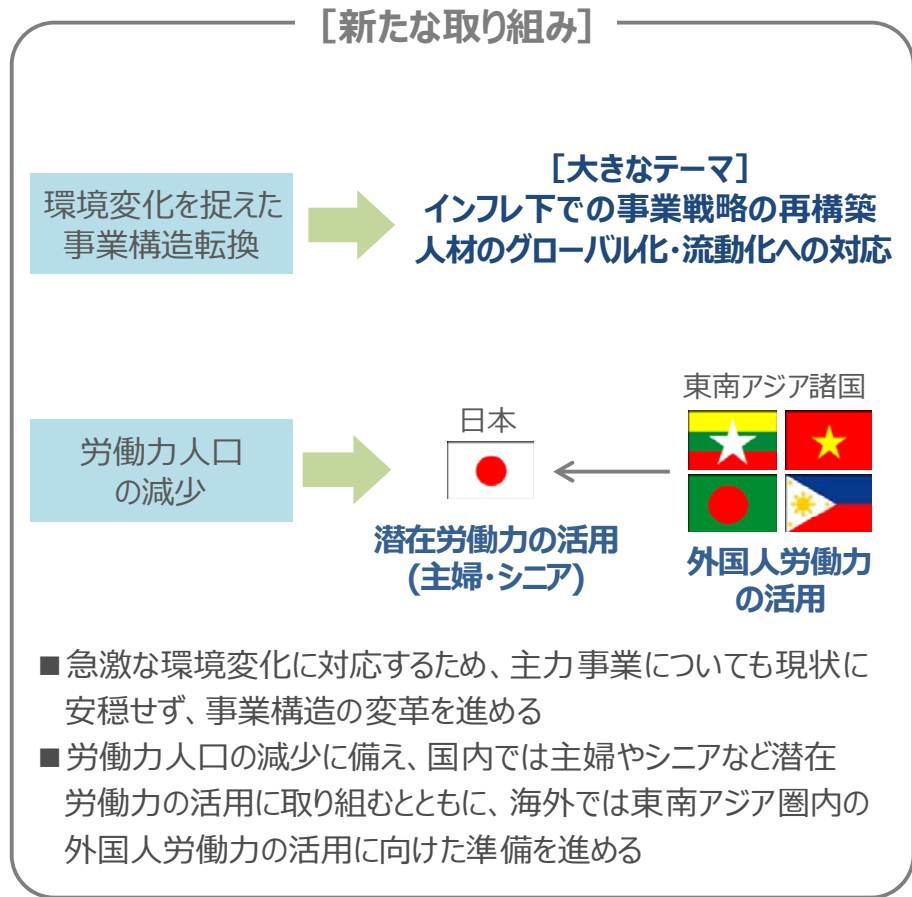 [新たな取り組み]
環境変化を捉えた
事業構造転換
[大きなテーマ]
インフレ下での事業戦略の再構築
人材のグローバル化・流動化への対応
労働力人口
の減少
日本
潜在労働力の活用
(主婦・シニア)
東南アジア諸国
外国人労働力
の活用
■急激な環境変化に対応するため、主力事業についても現状に
安穏せず、事業構造の変革を進める
■労働力人口の減少に備え、国内では主婦やシニアなど潜在
労働力の活用に取り組むとともに、海外では東南アジア圏内の
外国人労働力の活用に向けた準備を進める